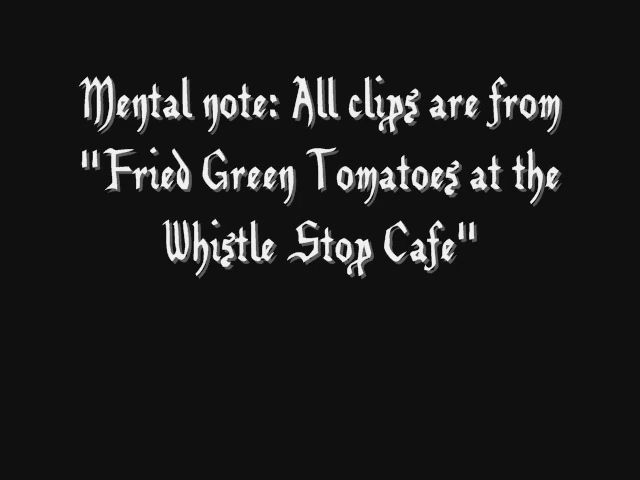 Mental note: All clips are from
"Fried Green Tomatoes at the
Whistle Stop Cafe"